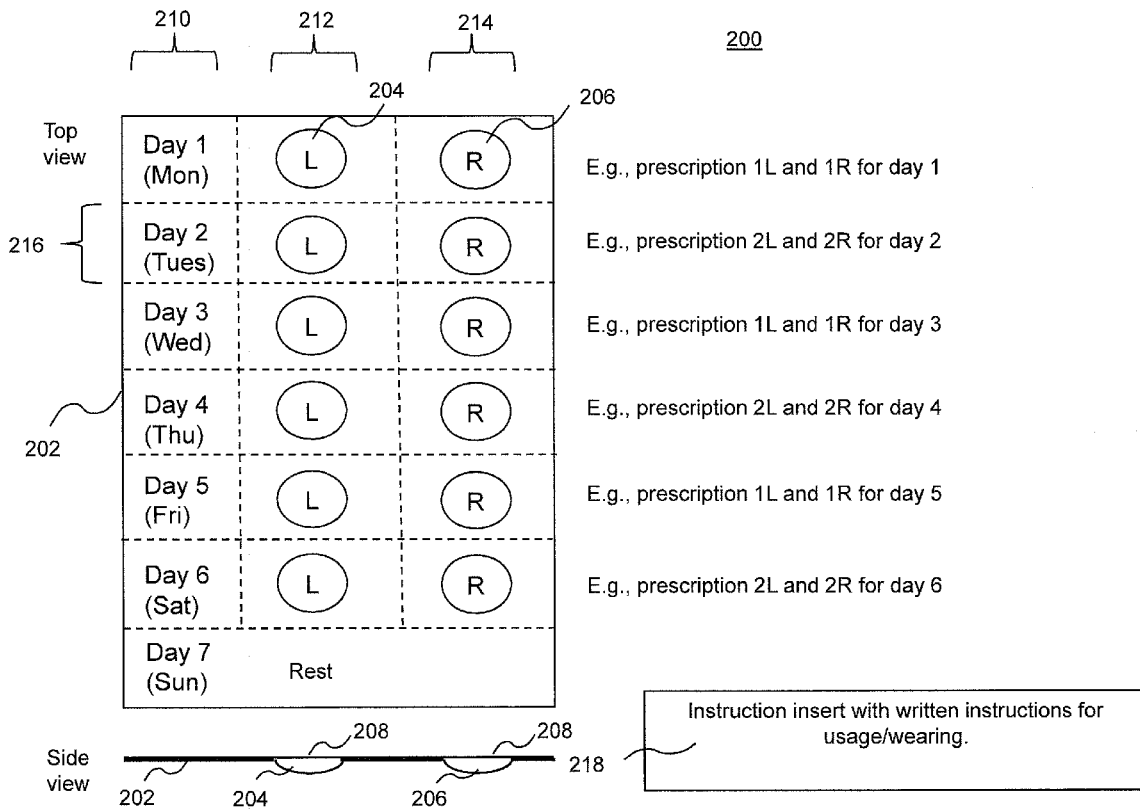 210
212
214
200
204
206
Top
view
Day 1
(Mon)
L
R
E.g., prescription 1L and 1R for day 1
216
Day 2
(Tues)
L
R
E.g., prescription 2L and 2R for day 2
Day 3
(Wed)
L
R
E.g., prescription 1L and 1R for day 3
202
Day 4
(Thu)
L
R
E.g., prescription 2L and 2R for day 4
Day 5
(Fri)
L
R
E.g., prescription 1L and 1R for day 5
Day 6
(Sat)
L
R
E.g., prescription 2L and 2R for day 6
Day 7
(Sun)
Rest
Instruction insert with written instructions for
usage/wearing.
218
Side
view
208
208
202
204
206